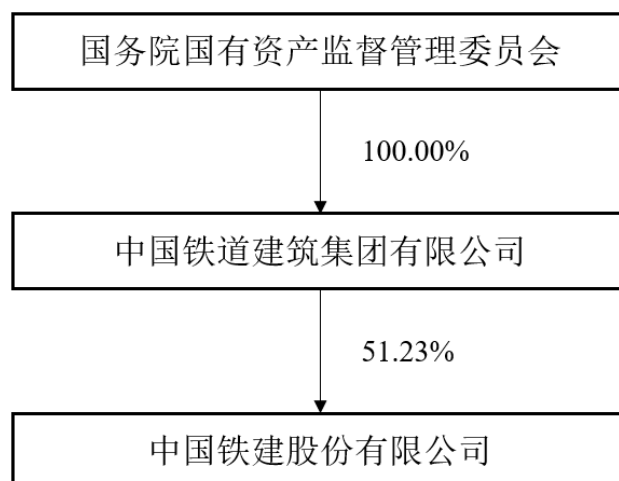 国务院国有资产监督管理委员会
100.00%
中国铁道建筑集团有限公司
51.23%
中国铁建股份有限公司